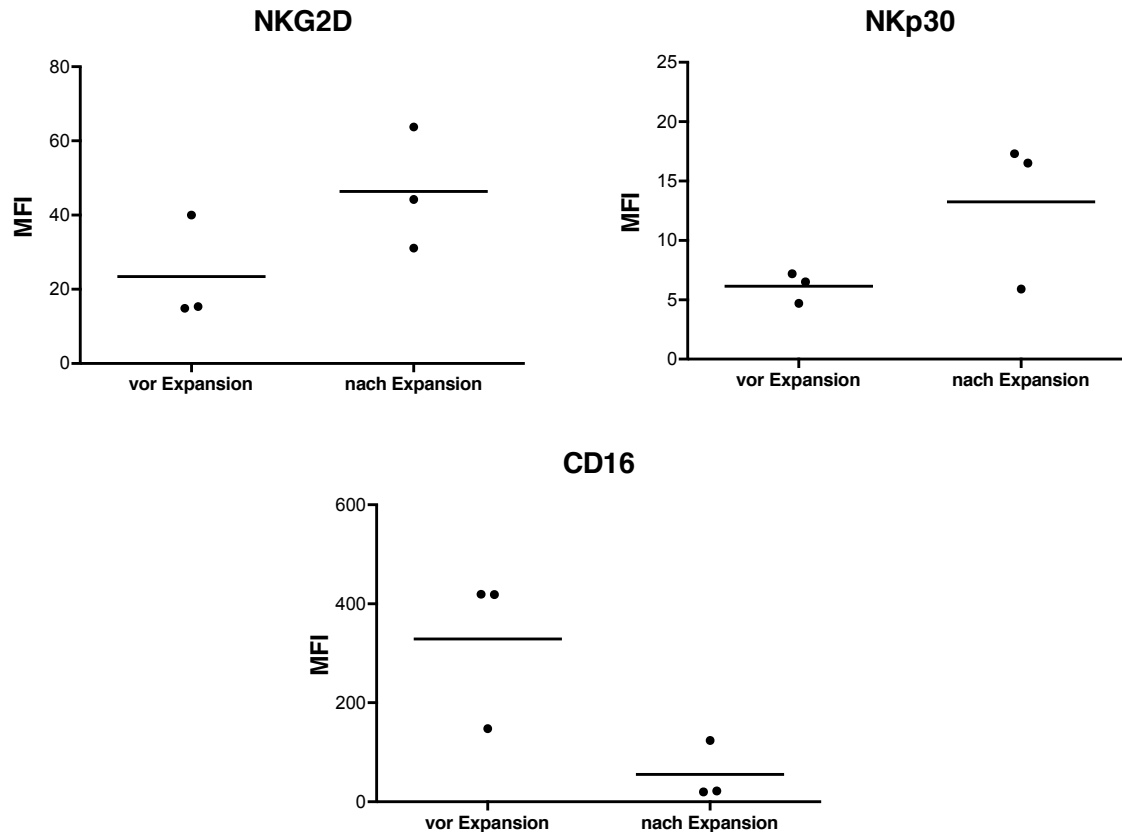 NKG2D
80
60
40
20
0
MFI
vor Expansion
nach Expansion
NKp30
25
20
15
10
5
0
MFI
vor Expansion
nach Expansion
CD16
600
400
200
0
MFI
vor Expansion
nach Expansion